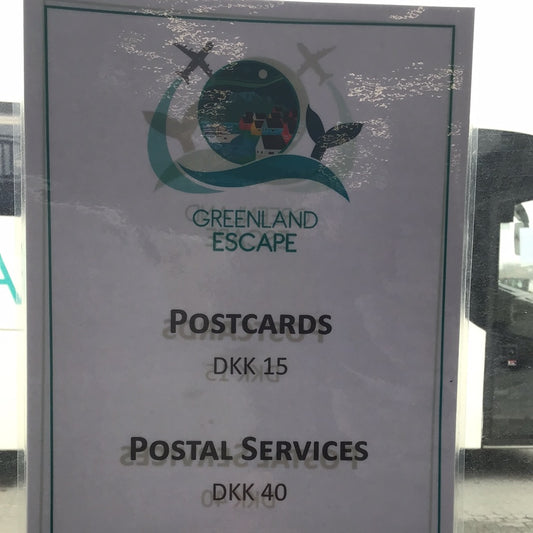 GREENLAND
ESCAPE
POSTCARDS
DKK 15
POSTAL SERVICES
DKK 40
A